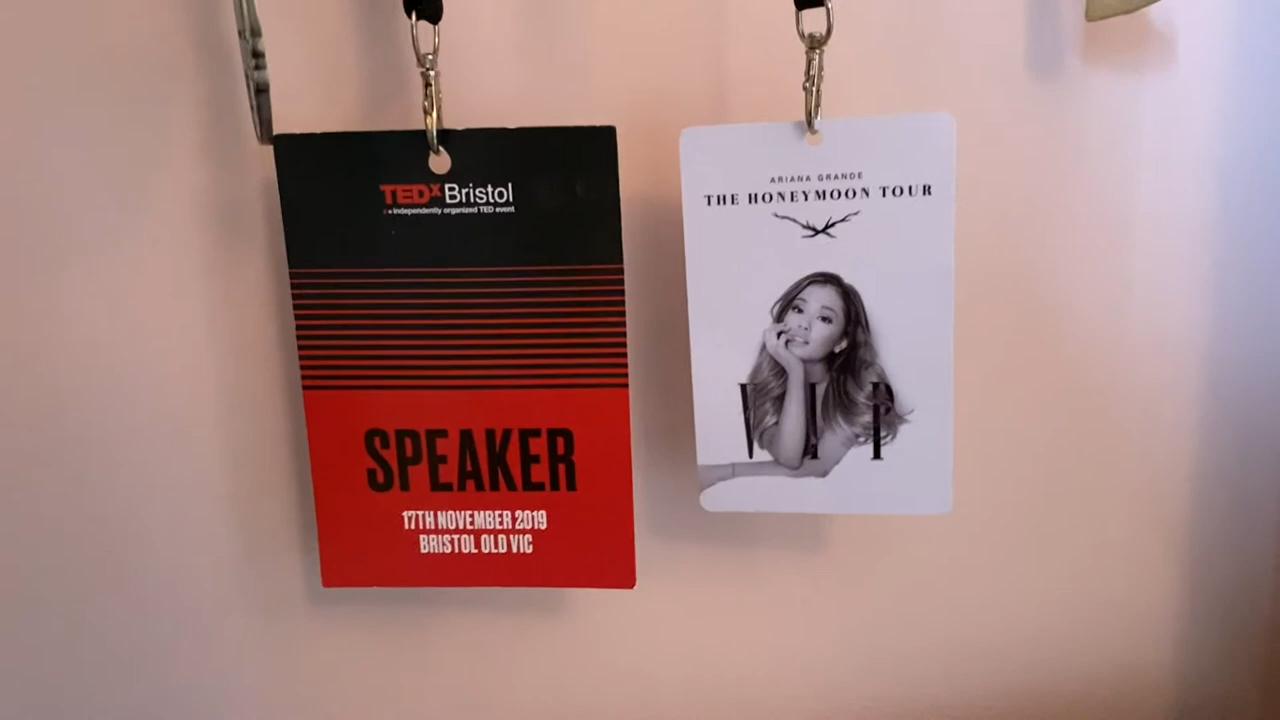 TEDxBristol
x = independently organized TED event
SPEAKER
17TH NOVEMBER 2019
BRISTOL OLD VIC
ARIANA GRANDE
THE HONEYMOON TOUR
VIP